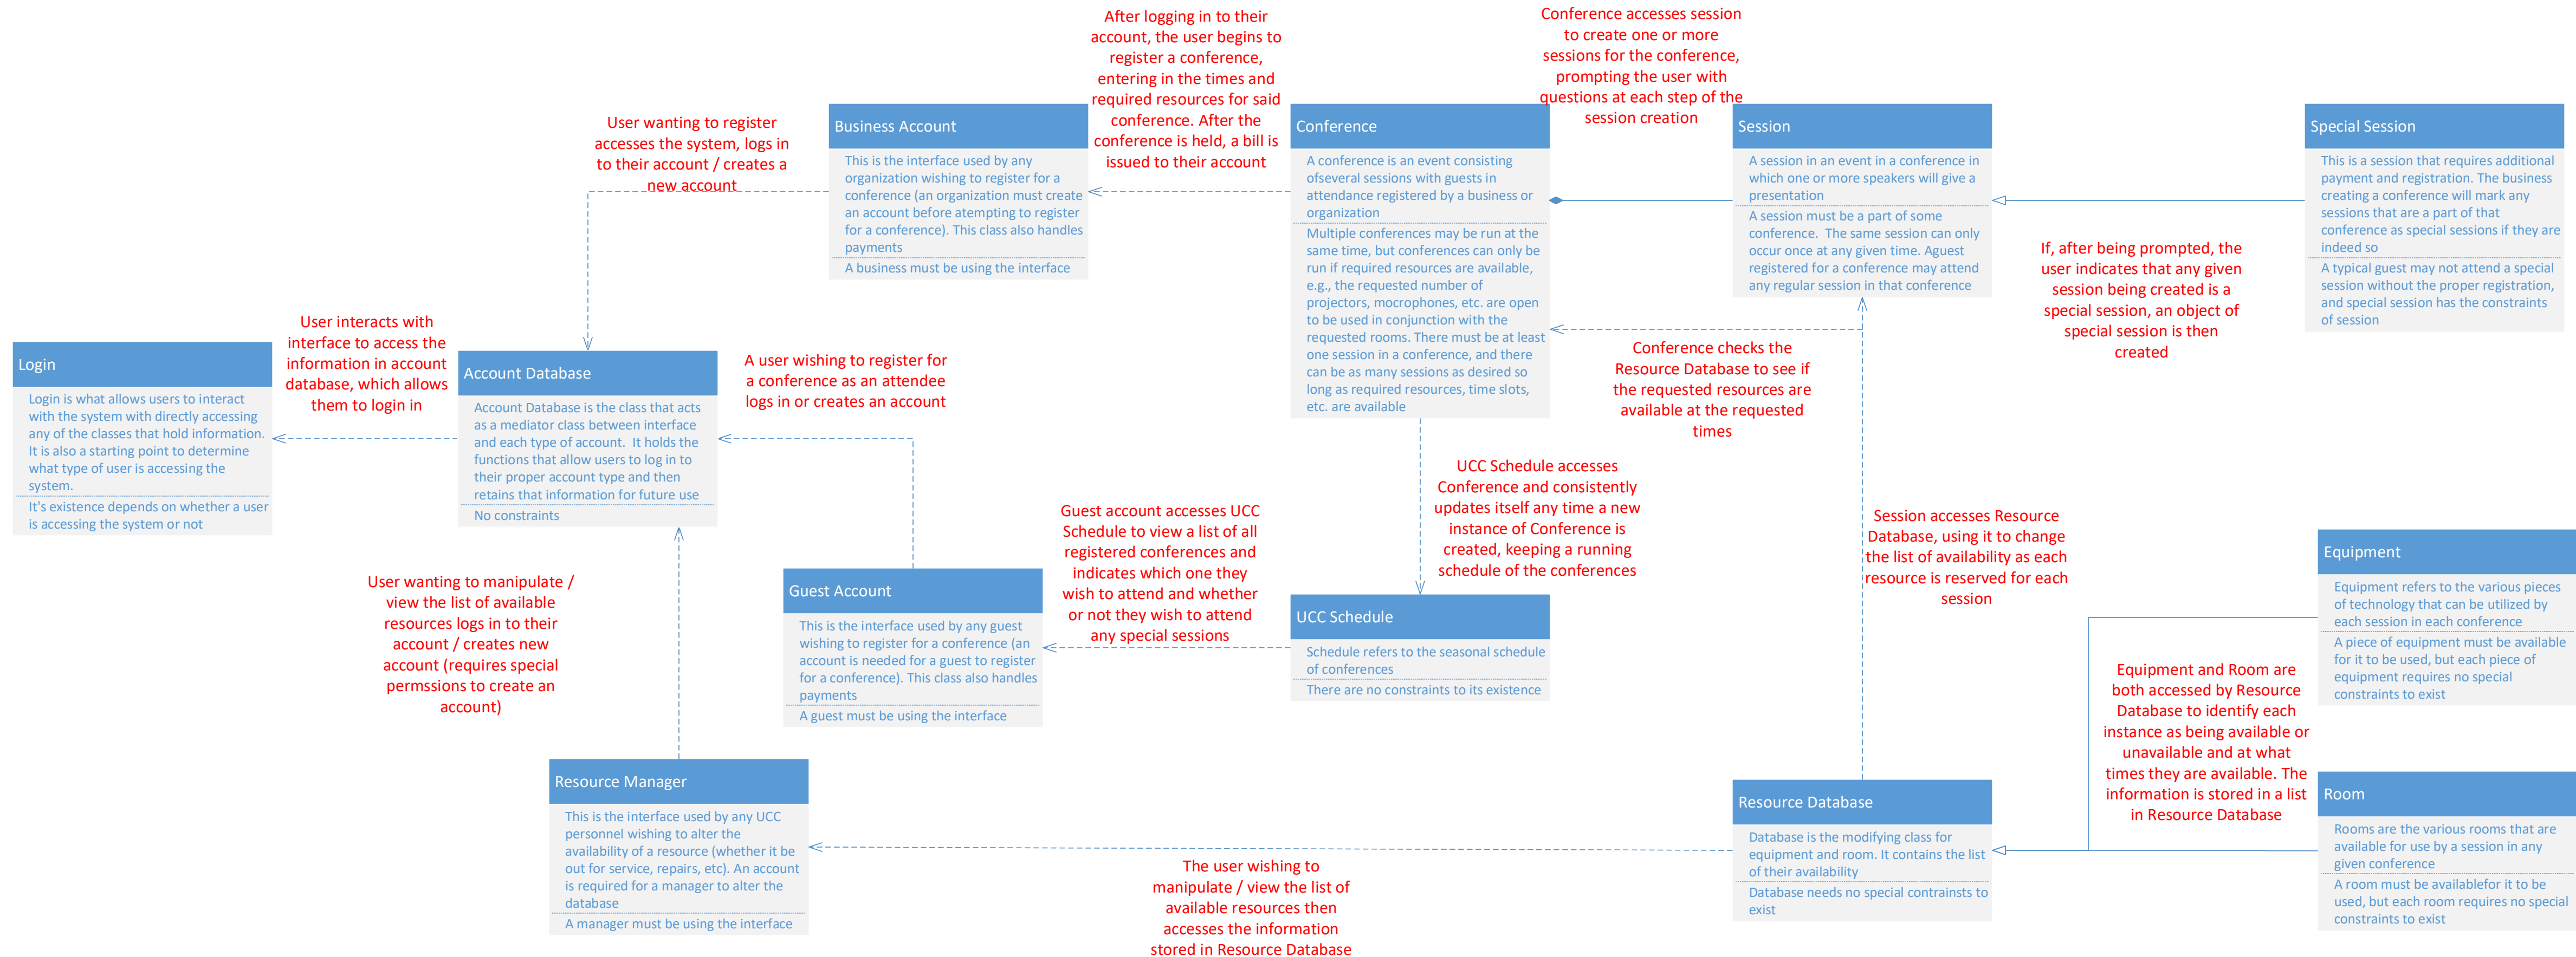 After logging in to their
account, the user begins to
register a conference,
entering in the times and
required resources for said
conference. After the
conference is held, a bill is
issued to their account
Conference accesses session
to create one or more
sessions for the conference,
prompting the user with
questions at each step of the
session creation
User wanting to register
accesses the system, logs in
to their account / creates a
new account
Business Account
This is the interface used by any
organization wishing to register for a
conference (an organization must create
an account before atempting to register
for a conference). This class also handles
payments
A business must be using the interface
Conference
A conference is an event consisting
ofseveral sessions with guests in
attendance registered by a business or
organization
Multiple conferences may be run at the
same time, but conferences can only be
run if required resources are available,
e.g., the requested number of
projectors, mocrophones, etc. are open
to be used in conjunction with the
requested rooms. There must be at least
one session in a conference, and there
can be as many sessions as desired so
long as required resources, time slots,
etc. are available
Session
A session in an event in a conference in
which one or more speakers will give a
presentation
A session must be a part of some
conference.  The same session can only
occur once at any given time. Aguest
registered for a conference may attend
any regular session in that conference
Special Session
This is a session that requires additional
payment and registration. The business
creating a conference will mark any
sessions that are a part of that
conference as special sessions if they are
indeed so
A typical guest may not attend a special
session without the proper registration,
and special session has the constraints
of session
If, after being prompted, the
user indicates that any given
session being created is a
special session, an object of
special session is then
created
User interacts with
interface to access the
information in account
database, which allows
them to login in
Login
Login is what allows users to interact
with the system with directly accessing
any of the classes that hold information.
It is also a starting point to determine
what type of user is accessing the
system.
It's existence depends on whether a user
is accessing the system or not
Account Database
Account Database is the class that acts
as a mediator class between interface
and each type of account.  It holds the
functions that allow users to log in to
their proper account type and then
retains that information for future use
No constraints
A user wishing to register for
a conference as an attendee
logs in or creates an account
Conference checks the
Resource Database to see if
the requested resources are
available at the requested
times
UCC Schedule accesses
Conference and consistently
updates itself any time a new
instance of Conference is
created, keeping a running
schedule of the conferences
Guest account accesses UCC
Schedule to view a list of all
registered conferences and
indicates which one they
wish to attend and whether
or not they wish to attend
any special sessions
Session accesses Resource
Database, using it to change
the list of availability as each
resource is reserved for each
session
User wanting to manipulate /
view the list of available
resources logs in to their
account / creates new
account (requires special
permssions to create an
account)
Guest Account
This is the interface used by any guest
wishing to register for a conference (an
account is needed for a guest to register
for a conference). This class also handles
payments
A guest must be using the interface
UCC Schedule
Schedule refers to the seasonal schedule
of conferences
There are no constraints to its existence
Equipment
Equipment refers to the various pieces
of technology that can be utilized by
each session in each conference
A piece of equipment must be available
for it to be used, but each piece of
equipment requires no special
constraints to exist
Equipment and Room are
both accessed by Resource
Database to identify each
instance as being available or
unavailable and at what
times they are available. The
information is stored in a list
in Resource Database
Resource Manager
This is the interface used by any UCC
personnel wishing to alter the
availability of a resource (whether it be
out for service, repairs, etc). An account
is required for a manager to alter the
database
A manager must be using the interface
The user wishing to
manipulate / view the list of
available resources then
accesses the information
stored in Resource Database
Resource Database
Database is the modifying class for
equipment and room. It contains the list
of their availability
Database needs no special contrainsts to
exist
Room
Rooms are the various rooms that are
available for use by a session in any
given conference
A room must be availablefor it to be
used, but each room requires no special
constraints to exist